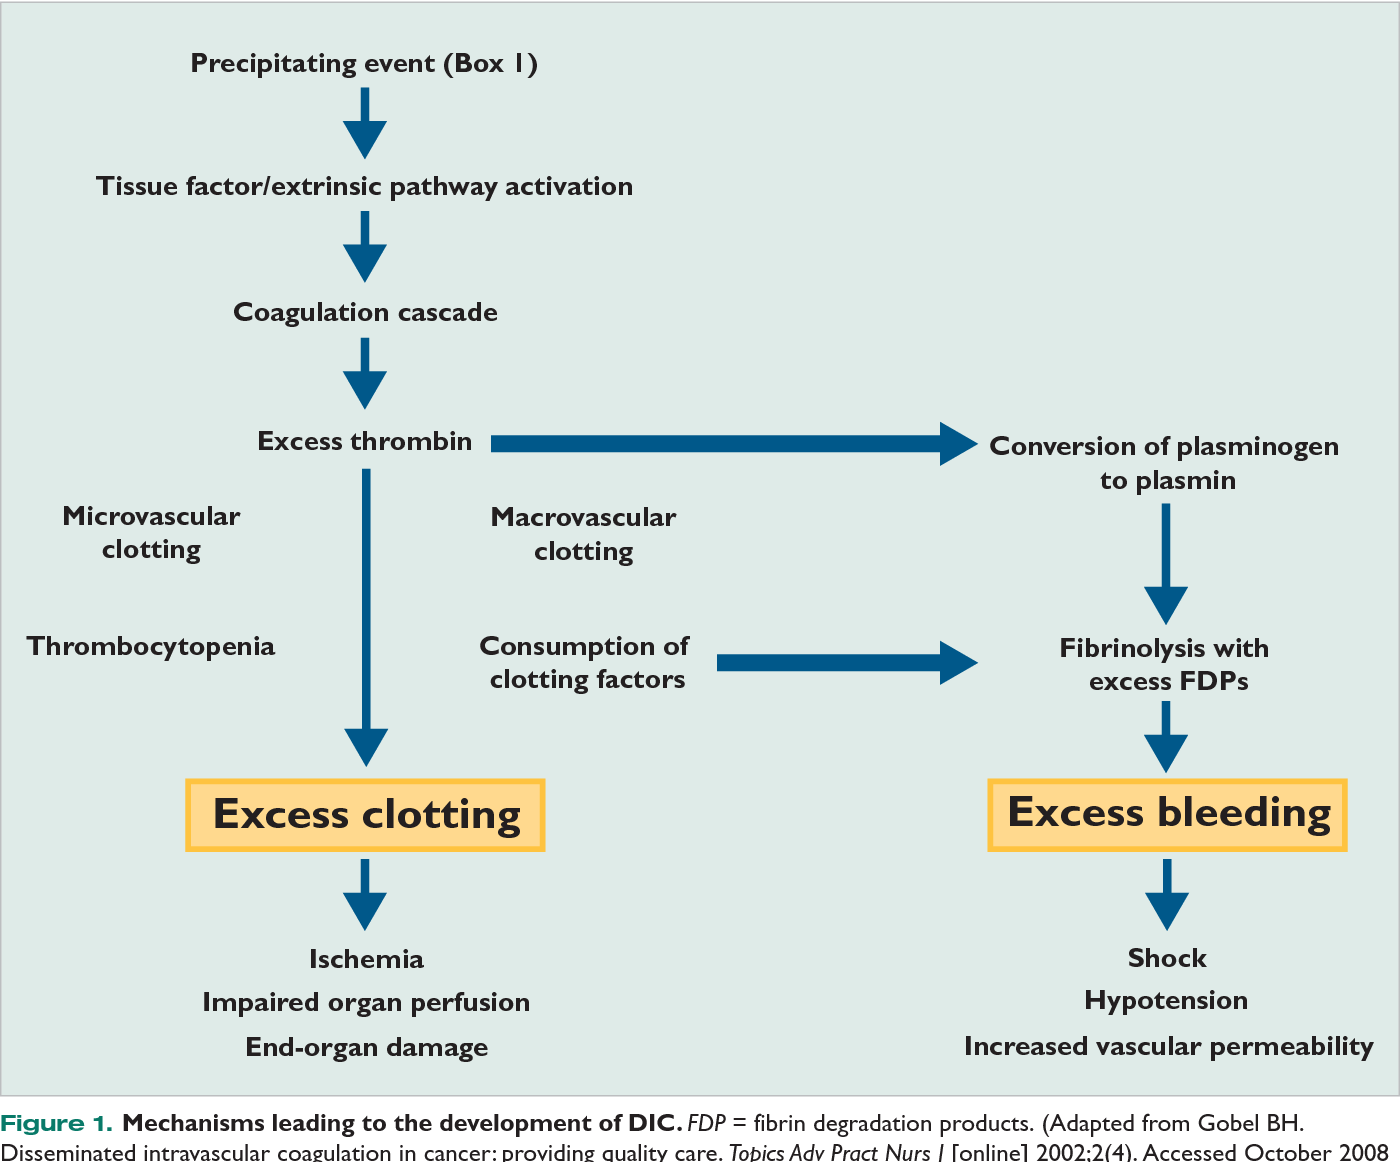 Precipitating event (Box 1)
Tissue factor/extrinsic pathway activation
Coagulation cascade
Excess thrombin
Conversion of plasminogen
to plasmin
Microvascular
clotting
Macrovascular
clotting
Thrombocytopenia
Consumption of
clotting factors
Fibrinolysis with
excess FDPs
Excess clotting
Excess bleeding
Ischemia
Impaired organ perfusion
End-organ damage
Shock
Hypotension
Increased vascular permeability
Figure 1. Mechanisms leading to the development of DIC. FDP = fibrin degradation products. (Adapted from Gobel BH.
Disseminated intravascular coagulation in cancer: providing quality care. Topics Adv Pract Nurs J [online] 2002;2(4). Accessed October 2008